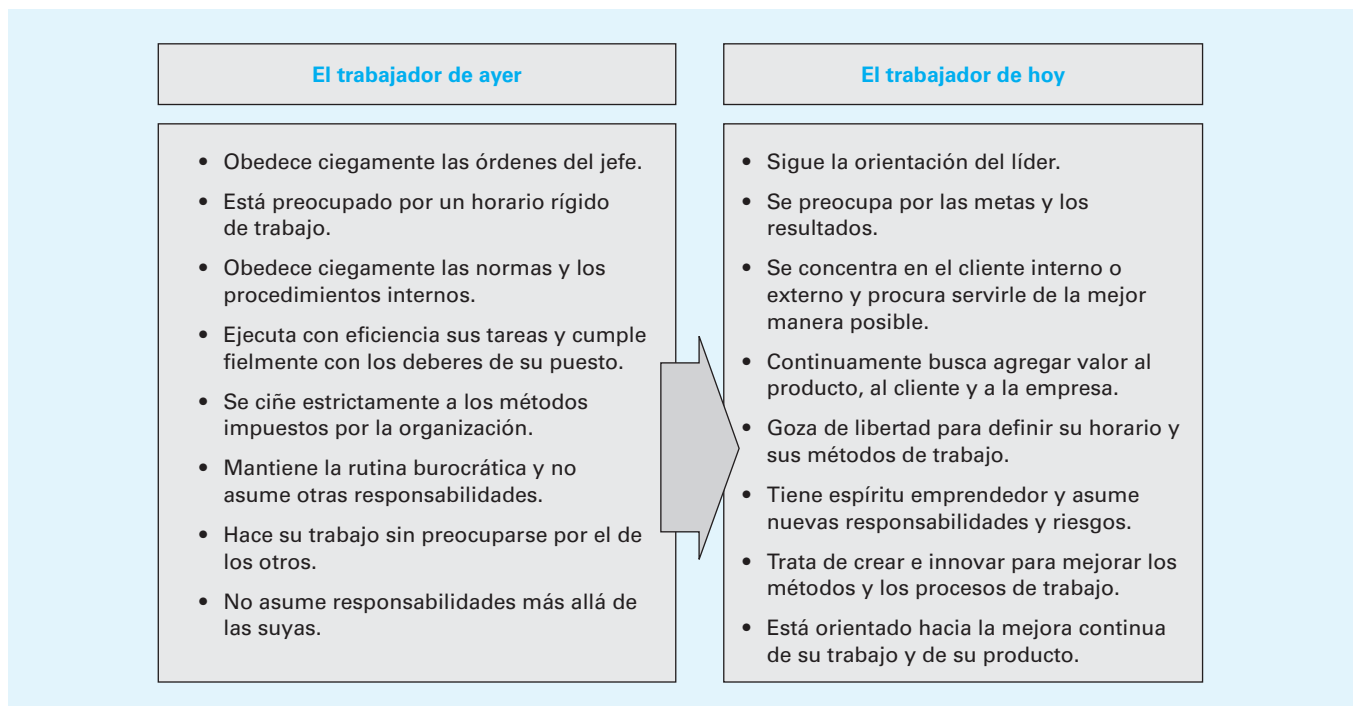 El trabajador de ayer
• Obedece ciegamente las órdenes del jefe.
• Está preocupado por un horario rígido
de trabajo.
• Obedece ciegamente las normas y los
procedimientos internos.
• Ejecuta con eficiencia sus tareas y cumple
fielmente con los deberes de su puesto.
• Se ciñe estrictamente a los métodos
impuestos por la organización.
• Mantiene la rutina burocrática y no
asume otras responsabilidades.
• Hace su trabajo sin preocuparse por el de
los otros.
• No asume responsabilidades más allá de
las suyas.
El trabajador de hoy
• Sigue la orientación del líder.
• Se preocupa por las metas y los
resultados.
• Se concentra en el cliente interno o
externo y procura servirle de la mejor
manera posible.
• Continuamente busca agregar valor al
producto, al cliente y a la empresa.
• Goza de libertad para definir su horario y
sus métodos de trabajo.
• Tiene espíritu emprendedor y asume
nuevas responsabilidades y riesgos.
• Trata de crear e innovar para mejorar los
métodos y los procesos de trabajo.
• Está orientado hacia la mejora continua
de su trabajo y de su producto.